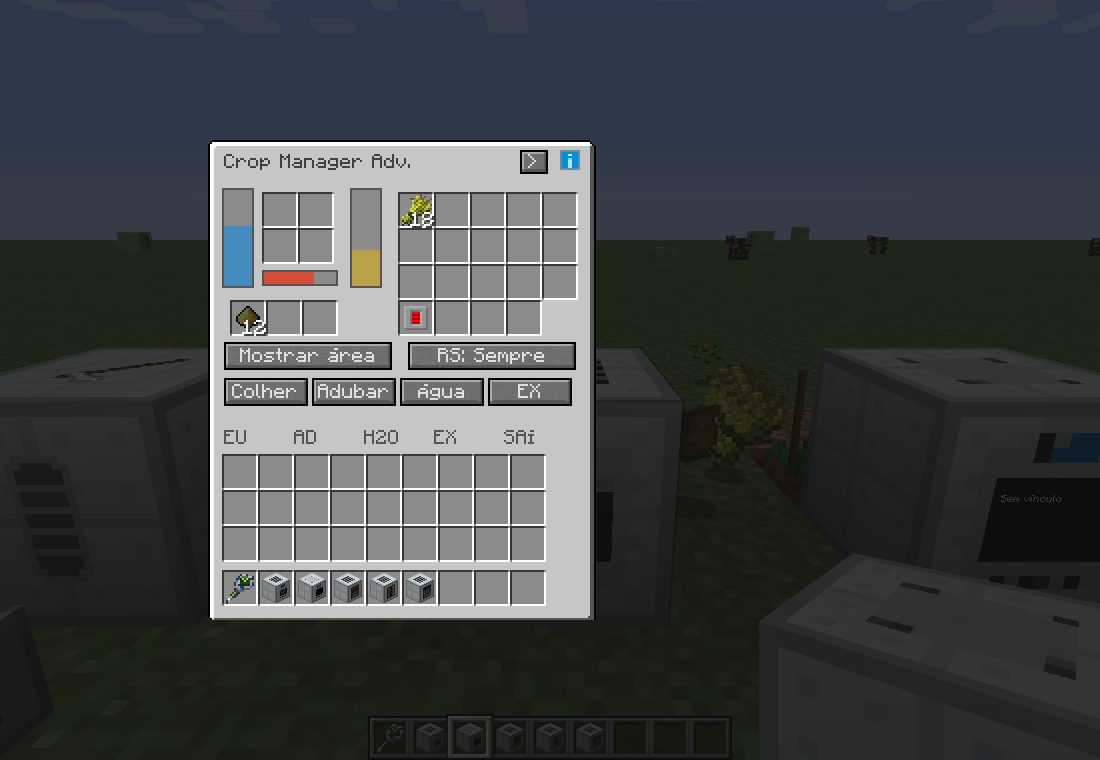 Crop Manager Adv.
>
i
18
12
Mostrar área
RS: Sempre
Colher
Adubar
Água
EX
EU
AD
H2O
EX
SAÍ
Sem vínculo